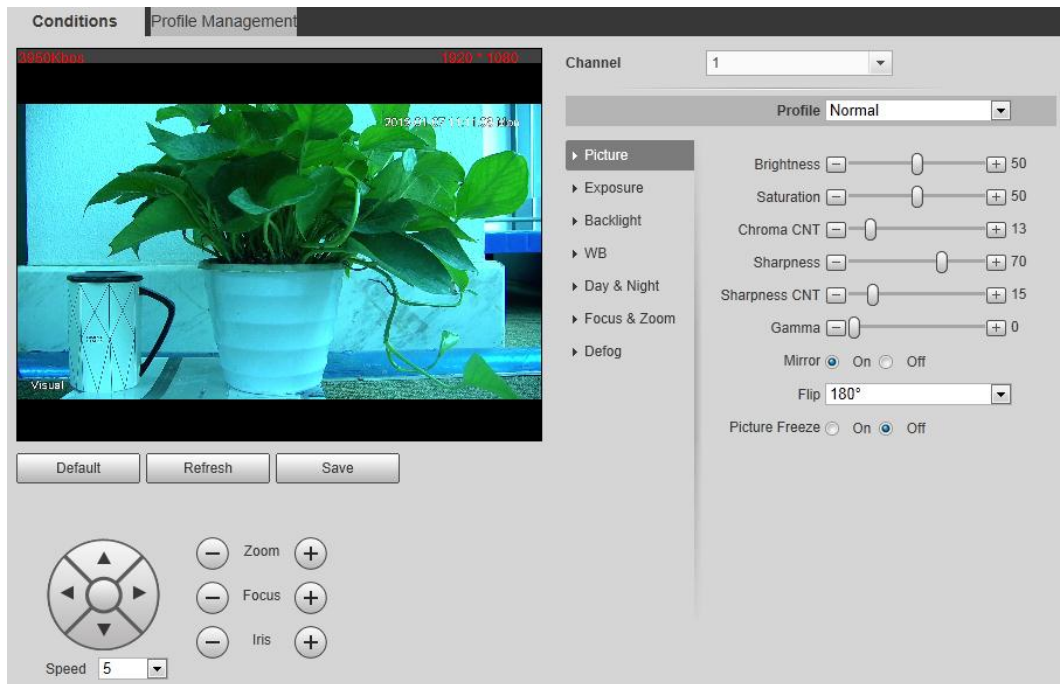 Conditions
Profile Management
3960Kbps 1920 * 1080
Visual
Default
Refresh
Save
Zoom
Focus
Iris
Speed 5
Channel 1
Profile Normal
Picture
Exposure
Backlight
WB
Day & Night
Focus & Zoom
Defog
Brightness 50
Saturation 50
Chroma CNT 13
Sharpness 70
Sharpness CNT 15
Gamma 0
Mirror On Off
Flip 180°
Picture Freeze On Off